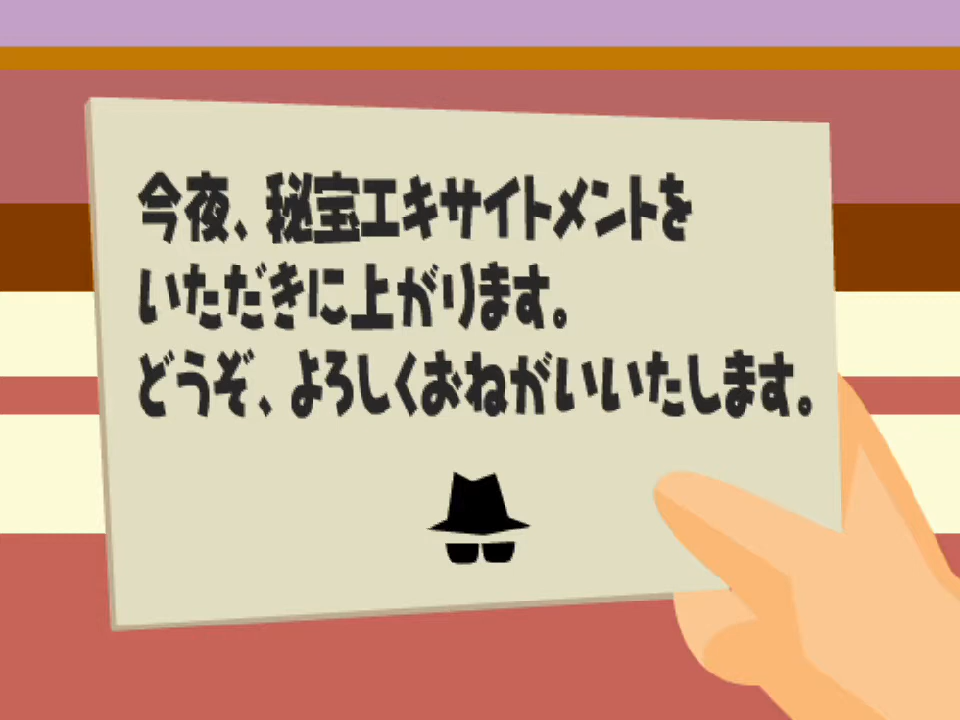 今夜、秘宝エキサイトメントを
いただきに上がります。
どうぞ、よろしくおねがいいたします。